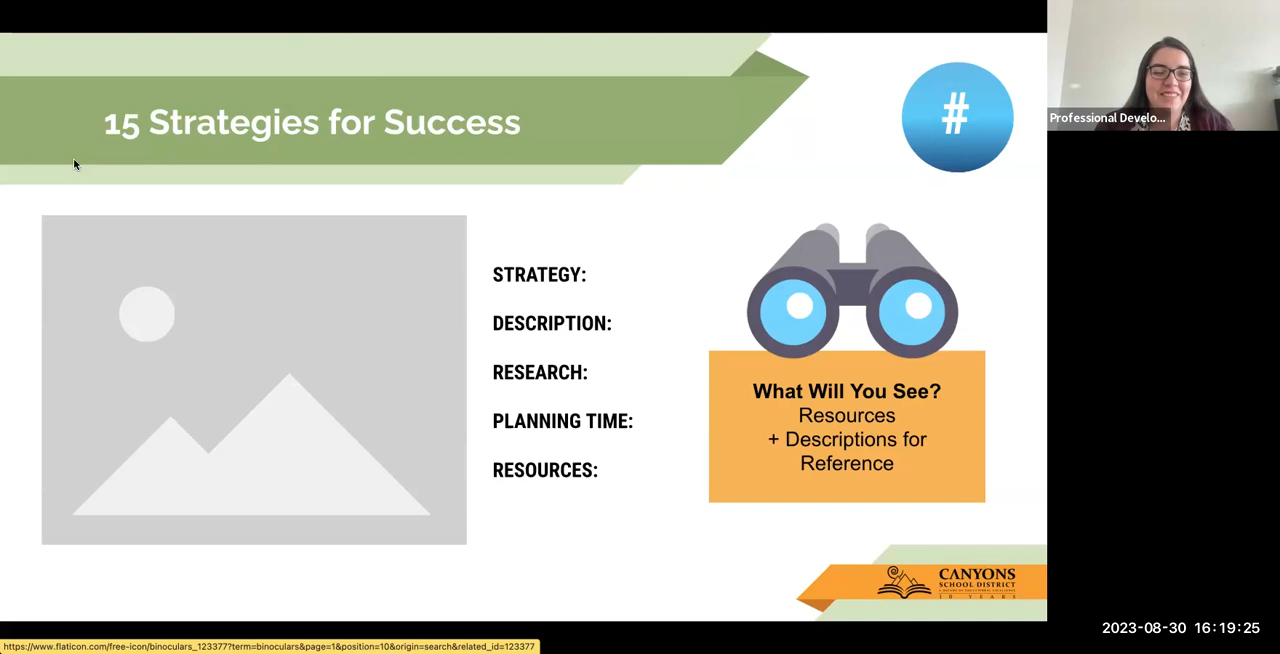 15 Strategies for Success
#
Professional Develo...
STRATEGY:
DESCRIPTION:
RESEARCH:
PLANNING TIME:
RESOURCES:
What Will You See?
Resources
+ Descriptions for
Reference
CANYONS
SCHOOL DISTRICT
2023-08-30 16:19:25
https://www.flaticon.com/free-icon/binoculars_123377?term=binoculars&page=1&position=10&origin=search&related_id=123377